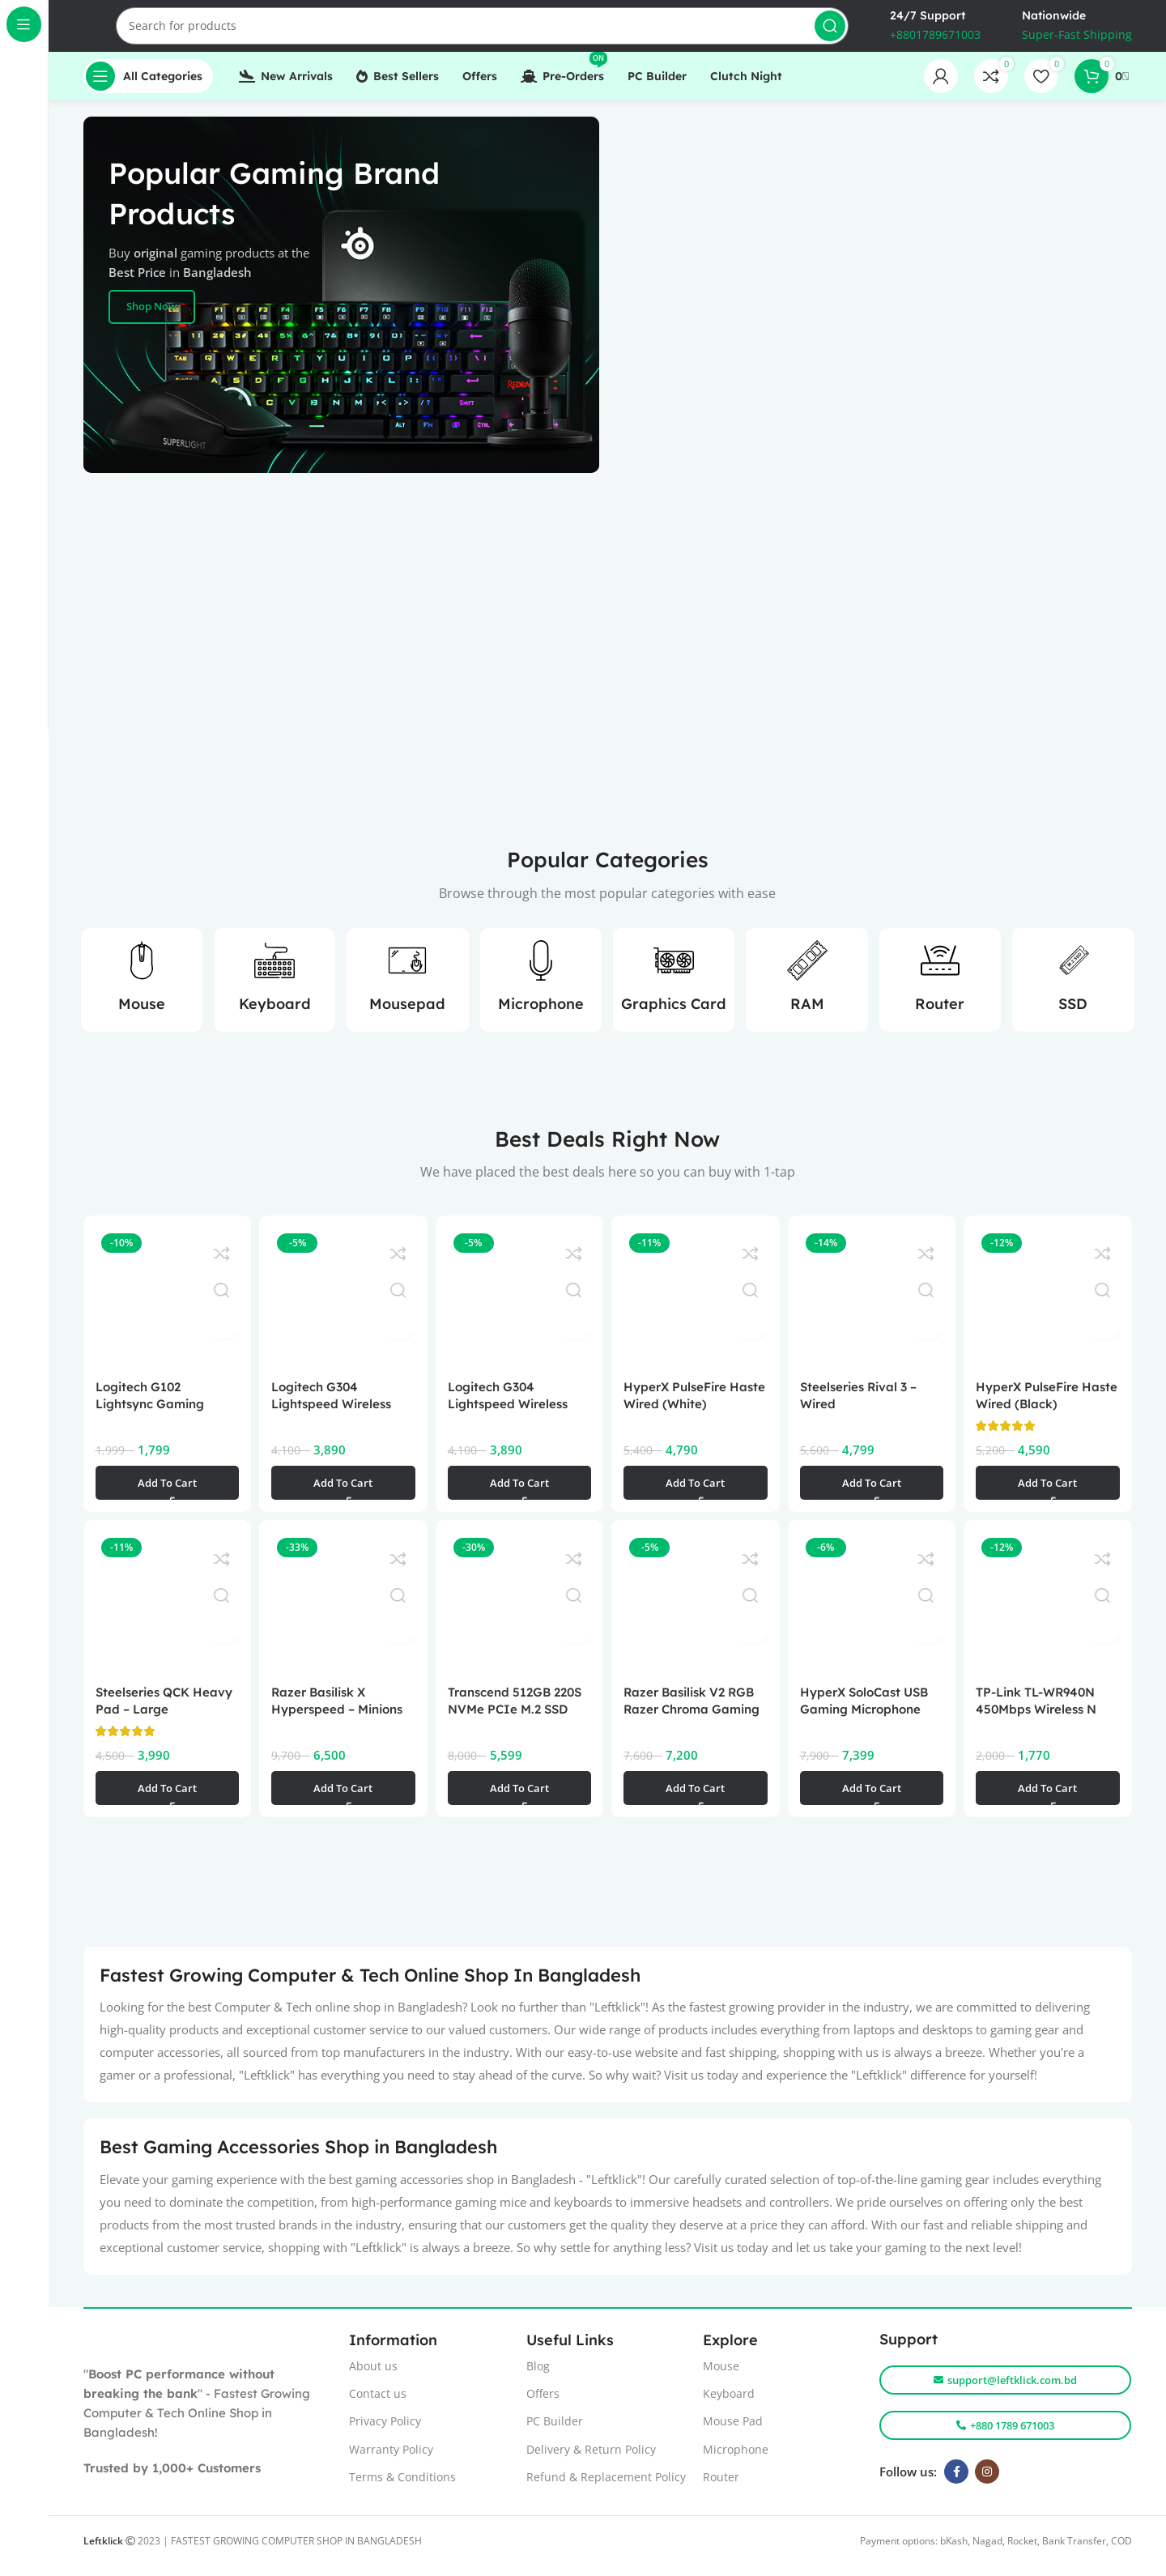 Search for products
24/7 Support
+8801789671003
Nationwide
Super-Fast Shipping
All Categories
New Arrivals
Best Sellers
Offers
Pre-Orders
ON
PC Builder
Clutch Night
0
0
0
0
Popular Gaming Brand
Products
Buy original gaming products at the
Best Price in Bangladesh
Shop Now
SUPERLIGHT
Popular Categories
Browse through the most popular categories with ease
Mouse
Keyboard
Mousepad
Microphone
Graphics Card
RAM
Router
SSD
Best Deals Right Now
We have placed the best deals here so you can buy with 1-tap
-10%
-5%
-5%
-11%
-14%
-12%
Logitech G102
Lightsync Gaming
Logitech G304
Lightspeed Wireless
Logitech G304
Lightspeed Wireless
HyperX PulseFire Haste
Wired (White)
Steelseries Rival 3 –
Wired
HyperX PulseFire Haste
Wired (Black)
1,999 1,799
4,100 3,890
4,100 3,890
5,400 4,790
5,600 4,799
5,200 4,590
Add To Cart
Add To Cart
Add To Cart
Add To Cart
Add To Cart
Add To Cart
-11%
-33%
-30%
-5%
-6%
-12%
Steelseries QCK Heavy
Pad – Large
Razer Basilisk X
Hyperspeed – Minions
Transcend 512GB 220S
NVMe PCIe M.2 SSD
Razer Basilisk V2 RGB
Razer Chroma Gaming
HyperX SoloCast USB
Gaming Microphone
TP-Link TL-WR940N
450Mbps Wireless N
4,500 3,990
9,700 6,500
8,000 5,599
7,600 7,200
7,900 7,399
2,000 1,770
Add To Cart
Add To Cart
Add To Cart
Add To Cart
Add To Cart
Add To Cart
Fastest Growing Computer & Tech Online Shop In Bangladesh
Looking for the best Computer & Tech online shop in Bangladesh? Look no further than "Leftklick"! As the fastest growing provider in the industry, we are committed to delivering
high-quality products and exceptional customer service to our valued customers. Our wide range of products includes everything from laptops and desktops to gaming gear and
computer accessories, all sourced from top manufacturers in the industry. With our easy-to-use website and fast shipping, shopping with us is always a breeze. Whether you're a
gamer or a professional, "Leftklick" has everything you need to stay ahead of the curve. So why wait? Visit us today and experience the "Leftklick" difference for yourself!
Best Gaming Accessories Shop in Bangladesh
Elevate your gaming experience with the best gaming accessories shop in Bangladesh - "Leftklick"! Our carefully curated selection of top-of-the-line gaming gear includes everything
you need to dominate the competition, from high-performance gaming mice and keyboards to immersive headsets and controllers. We pride ourselves on offering only the best
products from the most trusted brands in the industry, ensuring that our customers get the quality they deserve at a price they can afford. With our fast and reliable shipping and
exceptional customer service, shopping with "Leftklick" is always a breeze. So why settle for anything less? Visit us today and let us take your gaming to the next level!
"Boost PC performance without
breaking the bank" - Fastest Growing
Computer & Tech Online Shop in
Bangladesh!
Trusted by 1,000+ Customers
Information
About us
Contact us
Privacy Policy
Warranty Policy
Terms & Conditions
Useful Links
Blog
Offers
PC Builder
Delivery & Return Policy
Refund & Replacement Policy
Explore
Mouse
Keyboard
Mouse Pad
Microphone
Router
Support
support@leftklick.com.bd
+880 1789 671003
Follow us:
Leftklick © 2023 | FASTEST GROWING COMPUTER SHOP IN BANGLADESH
Payment options: bKash, Nagad, Rocket, Bank Transfer, COD